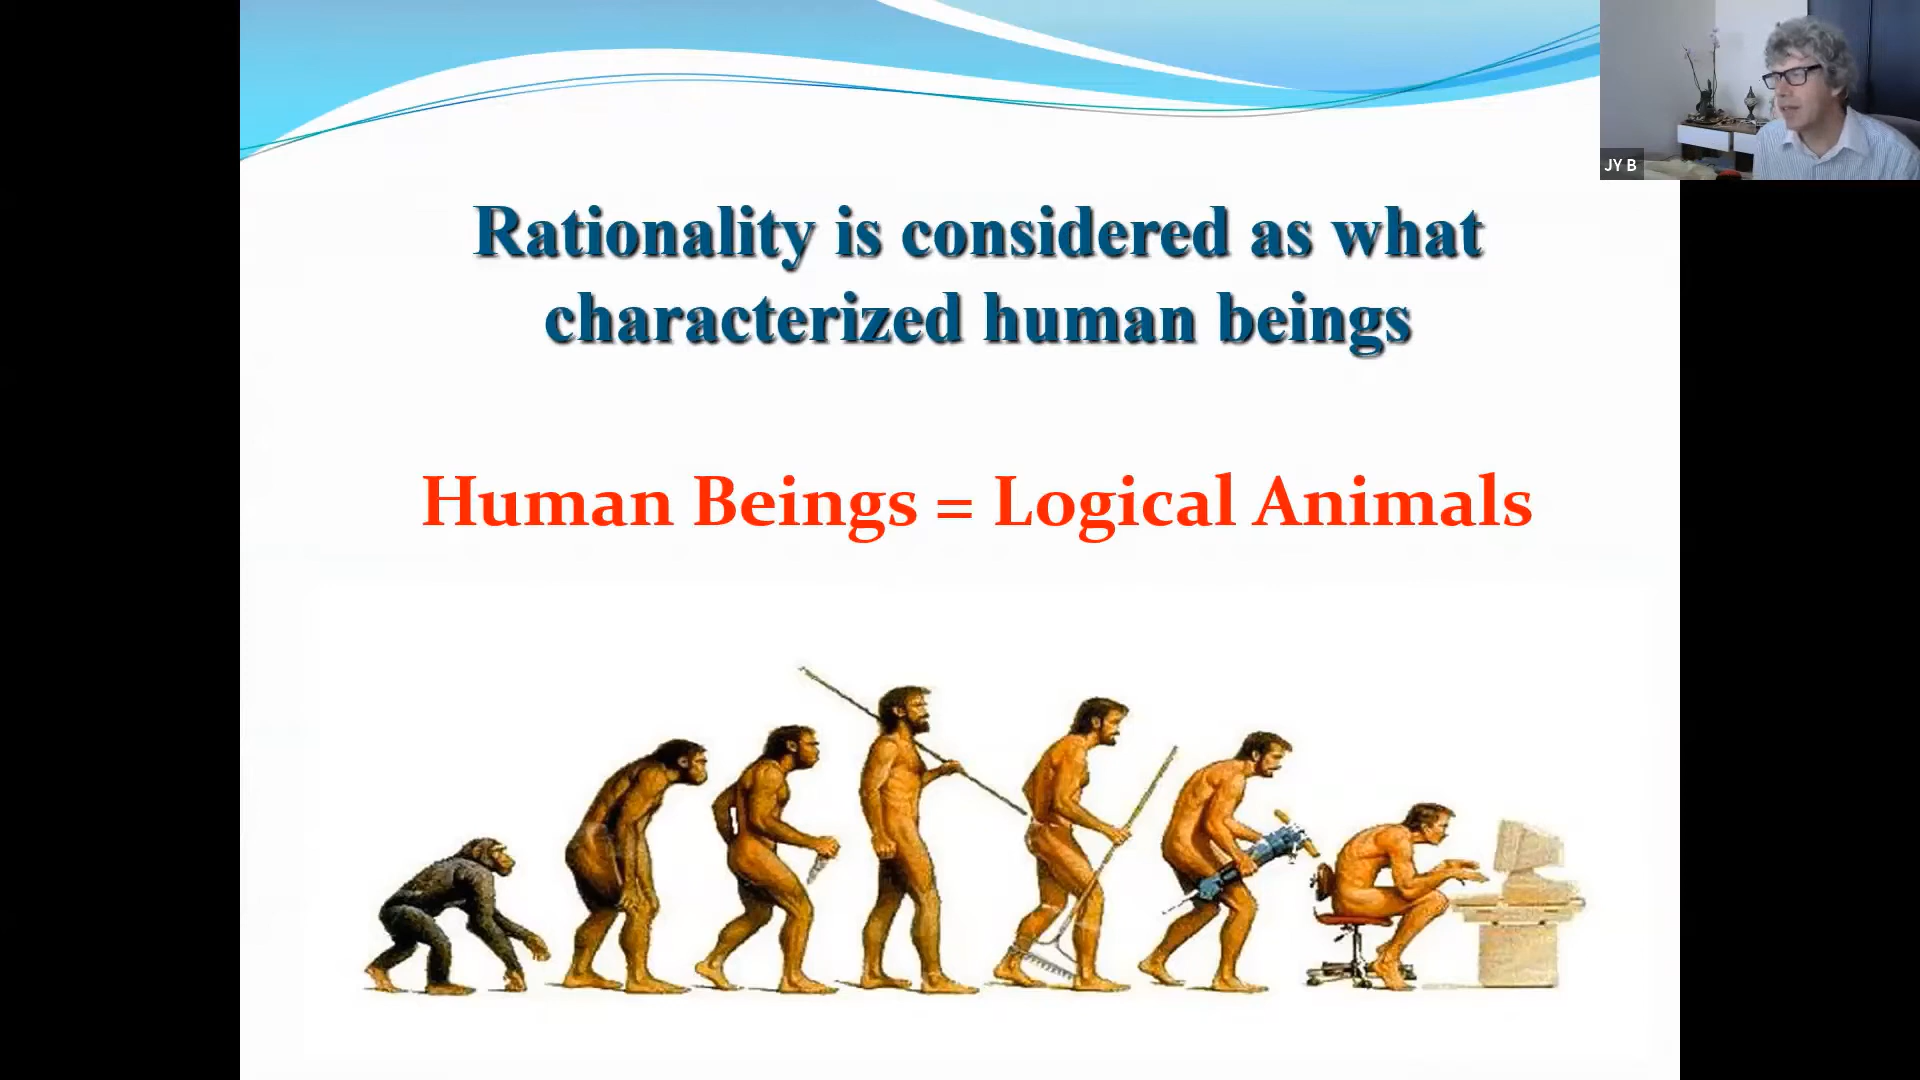 Rationality is considered as what
characterized human beings
Human Beings = Logical Animals
JY B